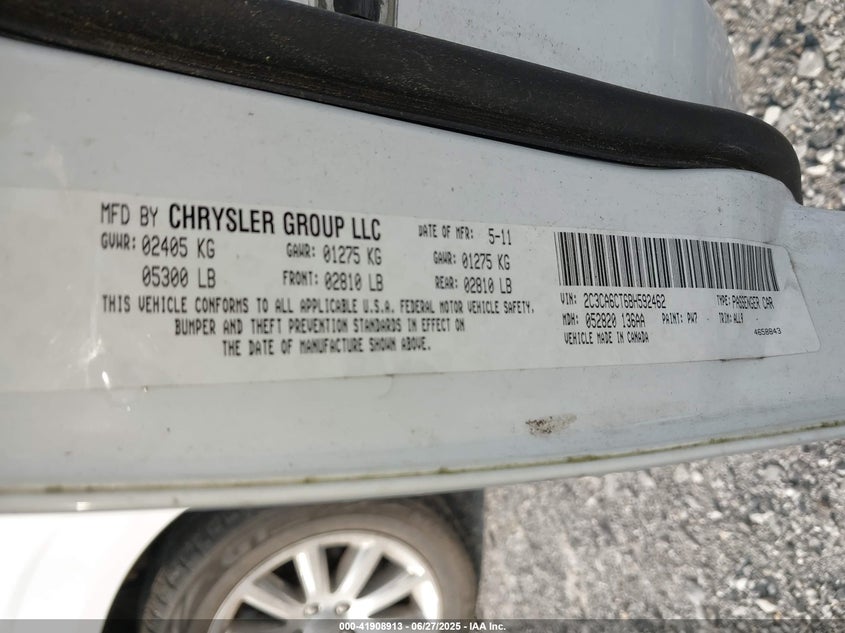 MFD BY CHRYSLER GROUP LLC DATE OF MFR: 5-11
GVWR: 02405 KG GAWR: 01275 KG GAWR: 01275 KG
05300 LB FRONT: 02810 LB REAR: 02810 LB
THIS VEHICLE CONFORMS TO ALL APPLICABLE U.S.A. FEDERAL MOTOR VEHICLE SAFETY,
BUMPER AND THEFT PREVENTION STANDARDS IN EFFECT ON
THE DATE OF MANUFACTURE SHOWN ABOVE.
VIN: 2C3CA6CT6BH592462 TYPE: PASSENGER CAR
MDH: 052820 136AA PAINT: PW7 TRIM: ALL9
VEHICLE MADE IN CANADA 4658043
000-41908913 - 06/27/2025 - IAA Inc.